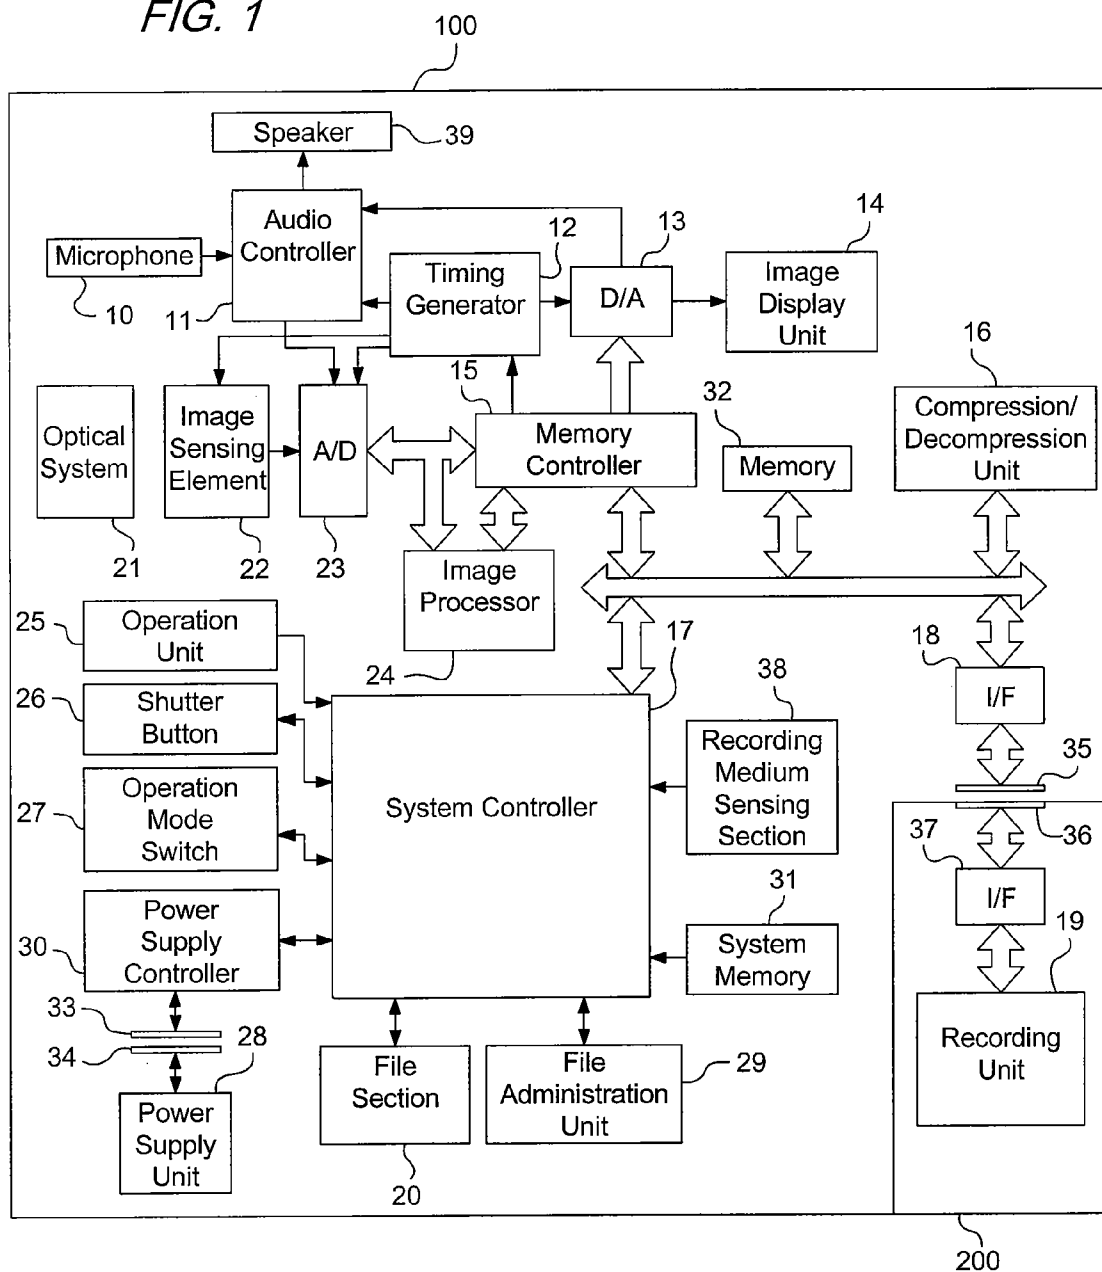 FIG. 1
100
Speaker
39
Audio
Controller
Microphone
10
11
Timing
Generator
12
D/A
13
Image
Display
Unit
14
Optical
System
21
Image
Sensing
Element
22
A/D
23
15
Memory
Controller
32
Memory
16
Compression/
Decompression
Unit
Image
Processor
24
25
Operation
Unit
26
Shutter
Button
27
Operation
Mode
Switch
30
Power
Supply
Controller
33
34
28
Power
Supply
Unit
17
System Controller
38
Recording
Medium
Sensing
Section
31
System
Memory
File
Section
20
File
Administration
Unit
29
18
I/F
35
36
37
I/F
19
Recording
Unit
200